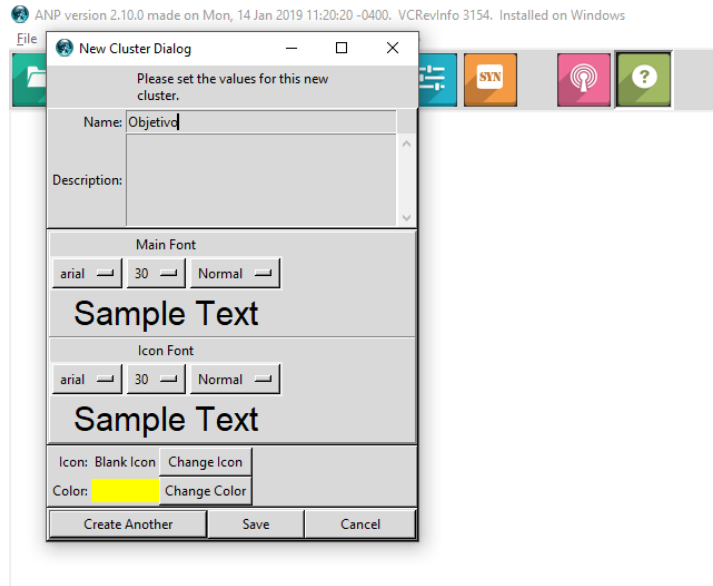 ANP version 2.10.0 made on Mon, 14 Jan 2019 11:20:20 -0400. VCRevInfo 3154. Installed on Windows
File
New Cluster Dialog
Please set the values for this new
cluster.
SYN
?
Name: Objetivo
Description:
Main Font
arial 30 Normal
Sample Text
Icon Font
arial 30 Normal
Sample Text
Icon: Blank Icon Change Icon
Color: Change Color
Create Another Save Cancel